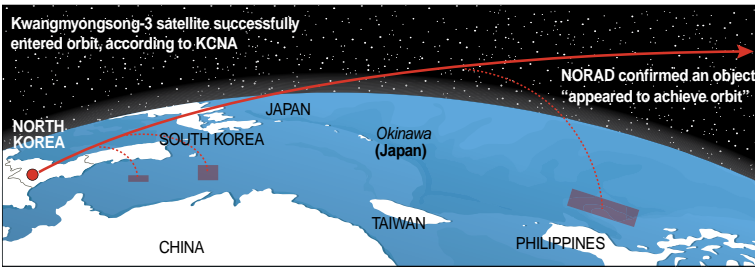 Kwangmyongsong-3 satellite successfully
entered orbit, according to KCNA
NORAD confirmed an object
“appeared to achieve orbit”
JAPAN
NORTH
KOREA
SOUTH KOREA
Okinawa
(Japan)
TAIWAN
PHILIPPINES
CHINA